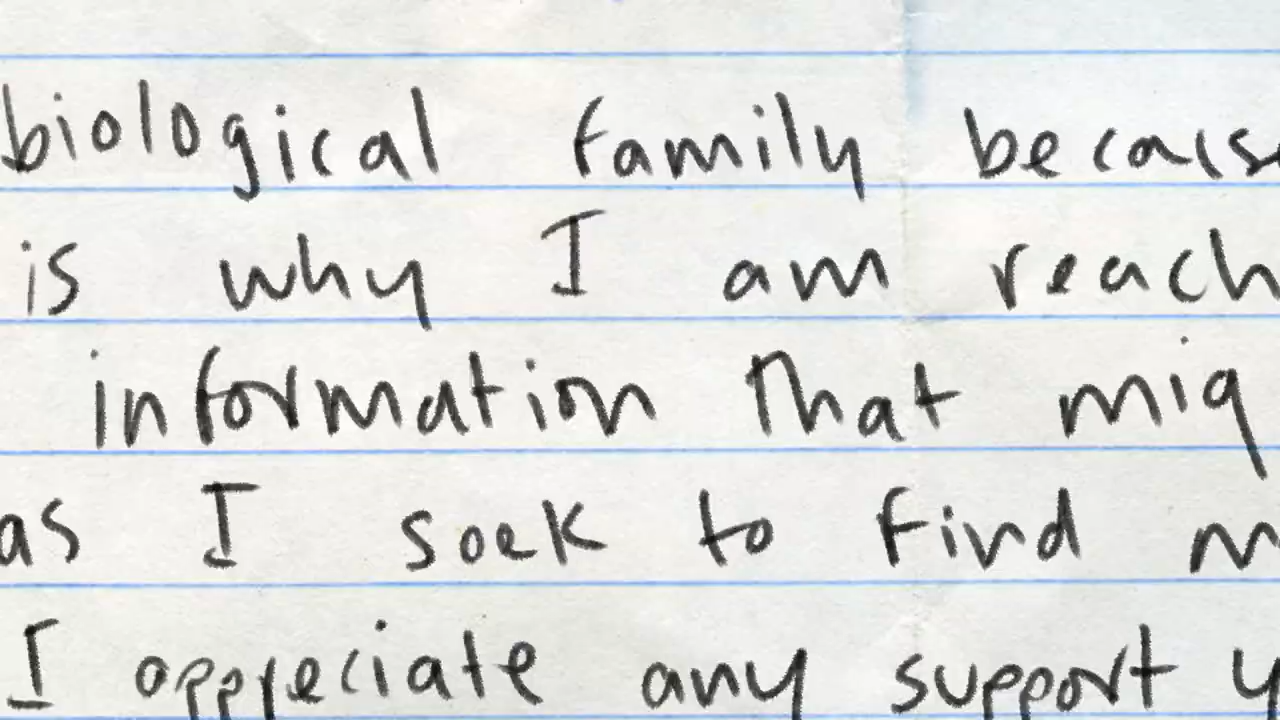 biological family becaus
is why I am reach
information that mig
as I seek to find m
I appreciate any support y